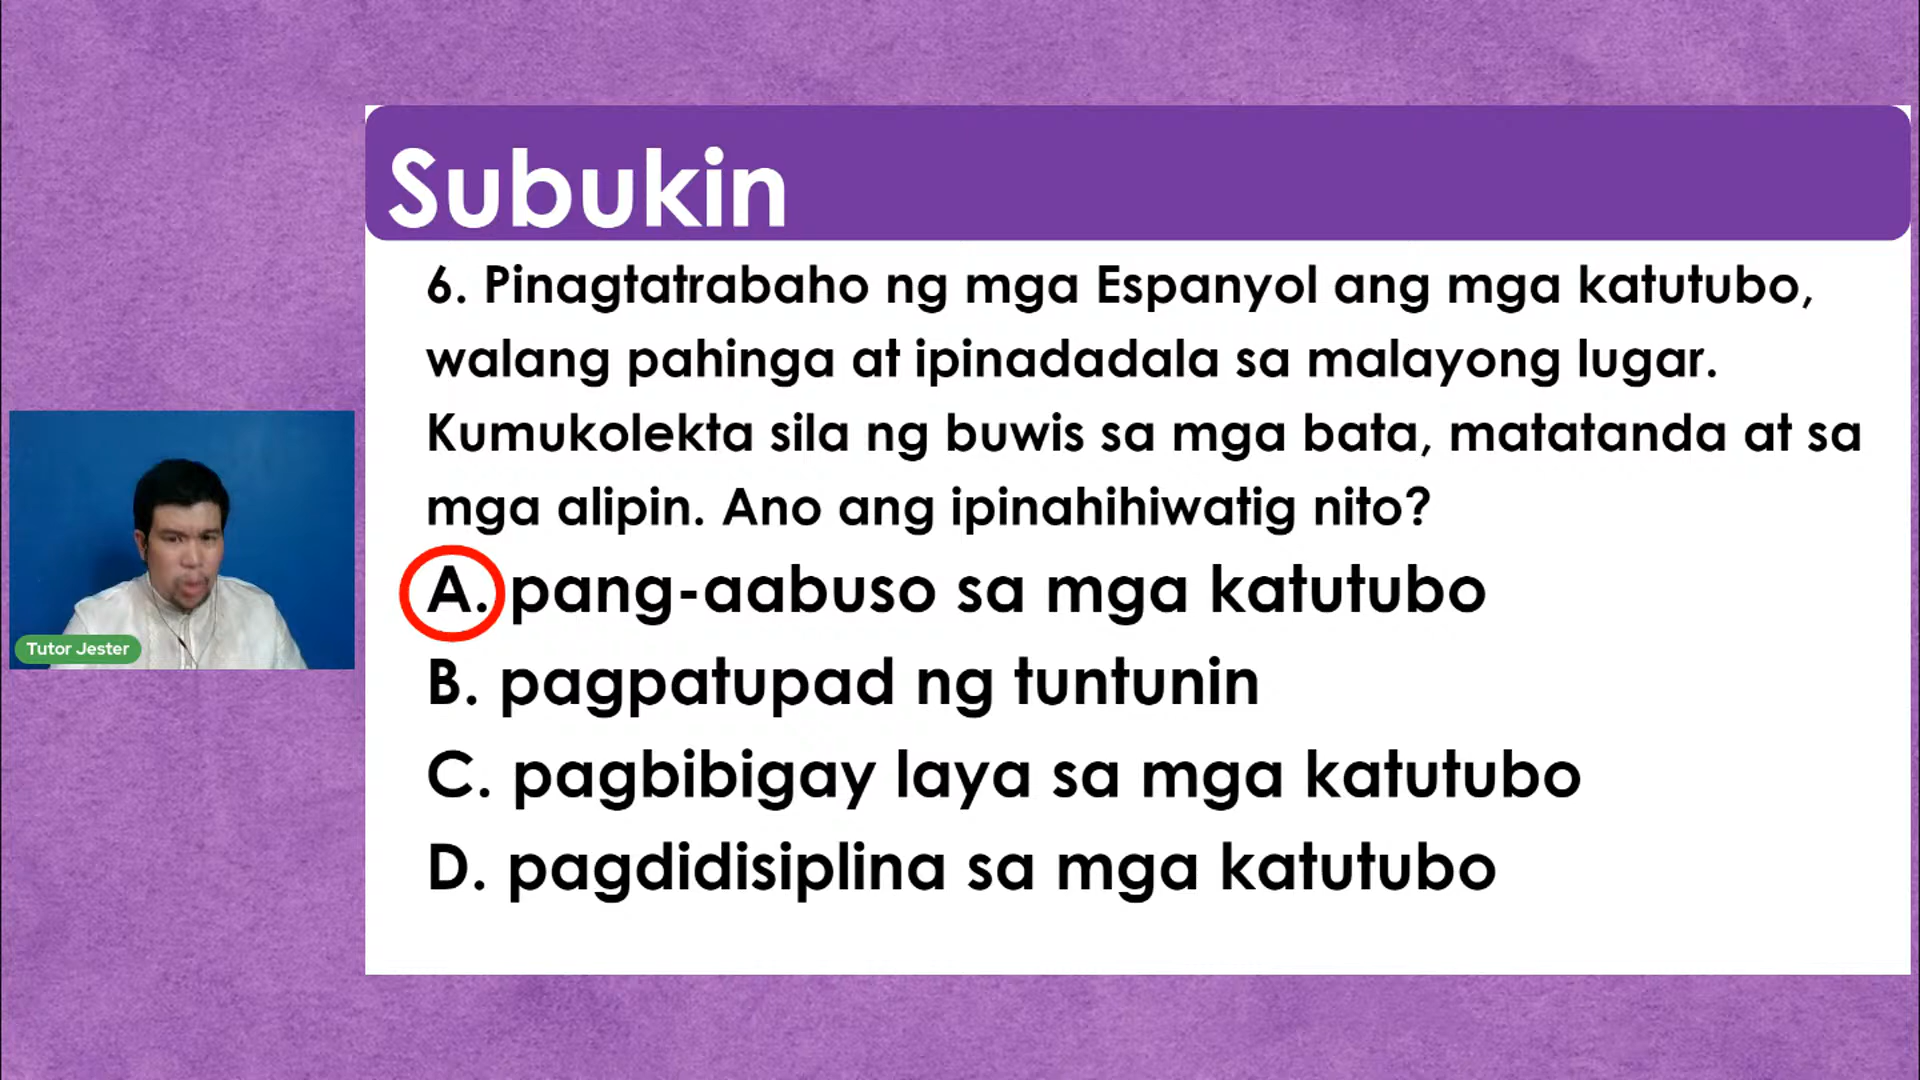 Subukin
6. Pinagtatrabaho ng mga Espanyol ang mga katutubo,
walang pahinga at ipinadadala sa malayong lugar.
Kumukolekta sila ng buwis sa mga bata, matatanda at sa
mga alipin. Ano ang ipinahihiwatig nito?
A. pang-aabuso sa mga katutubo
B. pagpatupad ng tuntunin
C. pagbibigay laya sa mga katutubo
D. pagdidisiplina sa mga katutubo
Tutor Jester